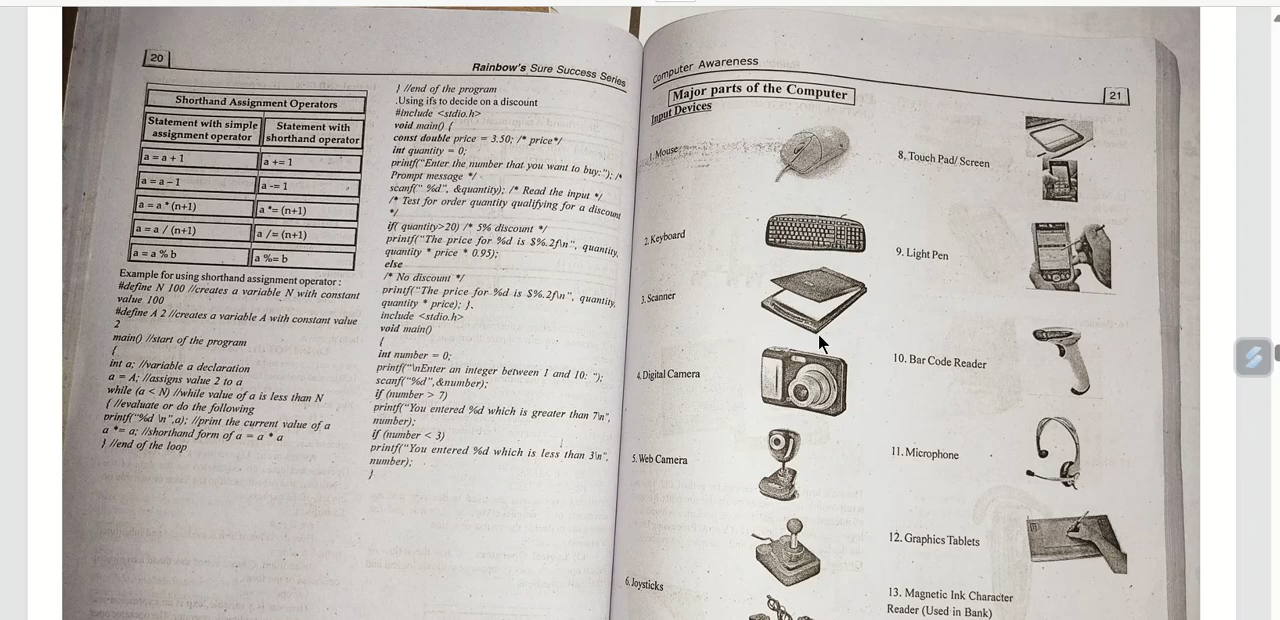 20
Rainbow's Sure Success Series
Shorthand Assignment Operators
Statement with simple assignment operator
Statement with shorthand operator
a = a + 1
a += 1
a = a – 1
a -= 1
a = a * (n+1)
a *= (n+1)
a = a / (n+1)
a /= (n+1)
a = a % b
a %= b
Example for using shorthand assignment operator :
#define N 100 //creates a variable N with constant
value 100
#define A 2 //creates a variable A with constant value
2
main() //start of the program
{
int a; //variable a declaration
a = A; //assigns value 2 to a
while (a < N) //while value of a is less than N
{ //evaluate or do the following
printf("%d \n",a); //print the current value of a
a *= a; //shorthand form of a = a * a
} //end of the loop
} //end of the program
.Using ifs to decide on a discount
#include <stdio.h>
void main() {
const double price = 3.50; /* price*/
int quantity = 0;
printf("Enter the number that you want to buy:"); /*
Prompt message */
scanf(" %d", &quantity); /* Read the input */
/* Test for order quantity qualifying for a discount
*/
if( quantity>20) /* 5% discount */
printf("The price for %d is $%.2f\n", quantity,
quantity * price * 0.95);
else
/* No discount */
printf("The price for %d is $%.2f\n", quantity,
quantity * price); }.
include <stdio.h>
void main()
{
int number = 0;
printf("\nEnter an integer between 1 and 10: ");
scanf("%d",&number);
if (number > 7)
printf("You entered %d which is greater than 7\n",
number);
if (number < 3)
printf("You entered %d which is less than 3\n",
number);
}
Computer Awareness
21
Major parts of the Computer
Input Devices
1. Mouse
2. Keyboard
3. Scanner
4. Digital Camera
5. Web Camera
6. Joysticks
8. Touch Pad/ Screen
9. Light Pen
10. Bar Code Reader
11. Microphone
12. Graphics Tablets
13. Magnetic Ink Character
Reader (Used in Bank)